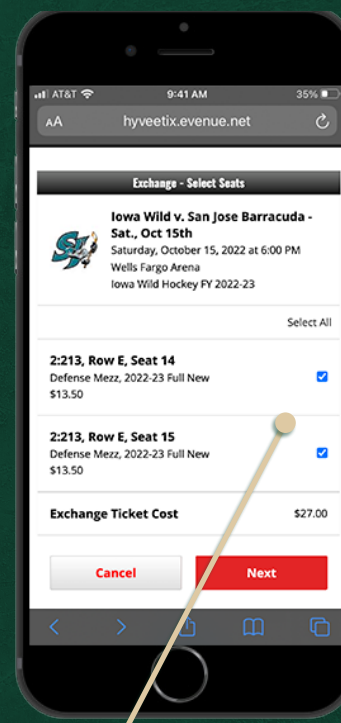 AT&T 9:41 AM 35%
AA hyveetix.evenue.net
Exchange - Select Seats
Iowa Wild v. San Jose Barracuda -
Sat., Oct 15th
Saturday, October 15, 2022 at 6:00 PM
Wells Fargo Arena
Iowa Wild Hockey FY 2022-23
SJ
Select All
2:213, Row E, Seat 14
Defense Mezz, 2022-23 Full New
$13.50
2:213, Row E, Seat 15
Defense Mezz, 2022-23 Full New
$13.50
Exchange Ticket Cost $27.00
Cancel Next